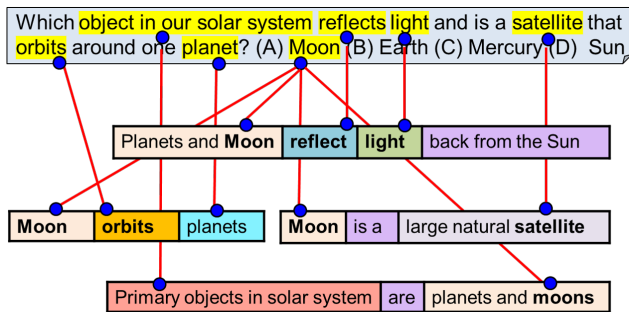 Which object in our solar system reflects light and is a satellite that
orbits around one planet? (A) Moon (B) Earth (C) Mercury (D) Sun
Planets and Moon reflect light back from the Sun
Moon orbits planets
Moon is a large natural satellite
Primary objects in solar system are planets and moons